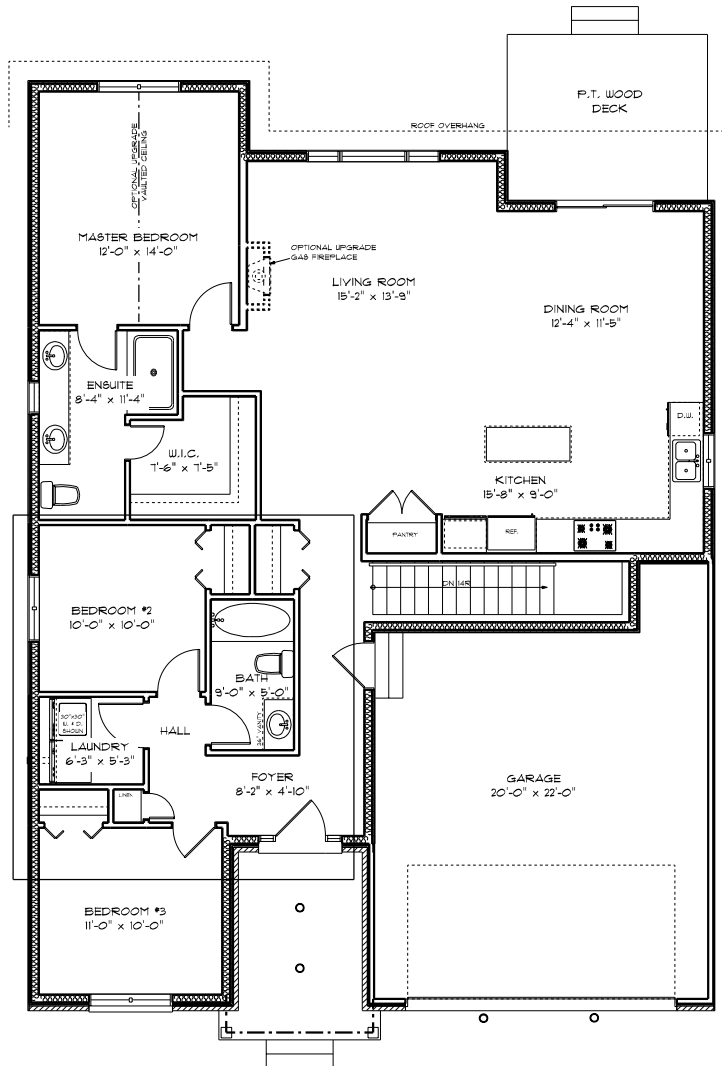 P.T. WOOD
DECK
ROOF OVERHANG
OPTIONAL UPGRADE
VAULTED CEILING
MASTER BEDROOM
12'-0" x 14'-0"
OPTIONAL UPGRADE
GAS FIREPLACE
LIVING ROOM
15'-2" x 13'-9"
DINING ROOM
12'-4" x 11'-5"
ENSUITE
8'-4" x 11'-4"
D.W.
W.I.C.
7'-6" x 7'-5"
KITCHEN
15'-8" x 9'-0"
PANTRY
REF.
DN 14R
BEDROOM #2
10'-0" x 10'-0"
BATH
9'-0" x 5'-0"
36" VANITY
30"x30"
W. & D.
SHOWN
HALL
LAUNDRY
6'-3" x 5'-3"
FOYER
8'-2" x 4'-10"
GARAGE
20'-0" x 22'-0"
LINEN
BEDROOM #3
11'-0" x 10'-0"